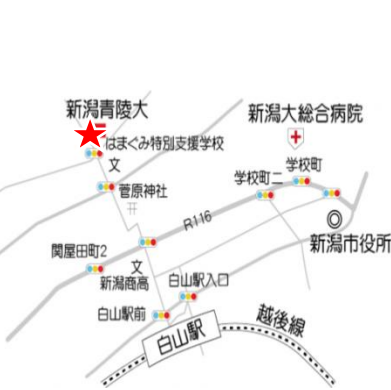 新潟青陵大
新潟大総合病院
はまぐみ特別支援学校
文
学校町
学校町二
菅原神社
R116
新潟市役所
関屋田町2
文
新潟商高
白山駅入口
白山駅前
越後線
白山駅